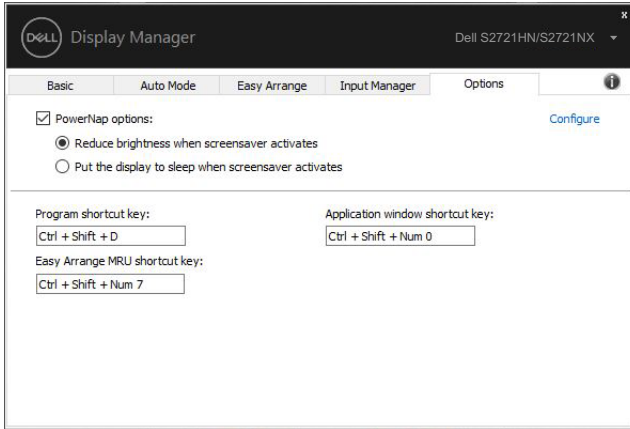 x
DELL Display Manager
Dell S2721HN/S2721NX
Basic Auto Mode Easy Arrange Input Manager Options i
PowerNap options: Configure
Reduce brightness when screensaver activates
Put the display to sleep when screensaver activates
Program shortcut key: Application window shortcut key:
Ctrl + Shift + D Ctrl + Shift + Num 0
Easy Arrange MRU shortcut key:
Ctrl + Shift + Num 7